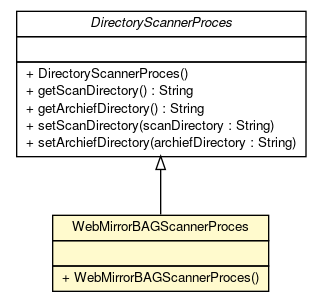 DirectoryScannerProces
+ DirectoryScannerProces()
+ getScanDirectory() : String
+ getArchiefDirectory() : String
+ setScanDirectory(scanDirectory : String)
+ setArchiefDirectory(archiefDirectory : String)
WebMirrorBAGScannerProces
+ WebMirrorBAGScannerProces()